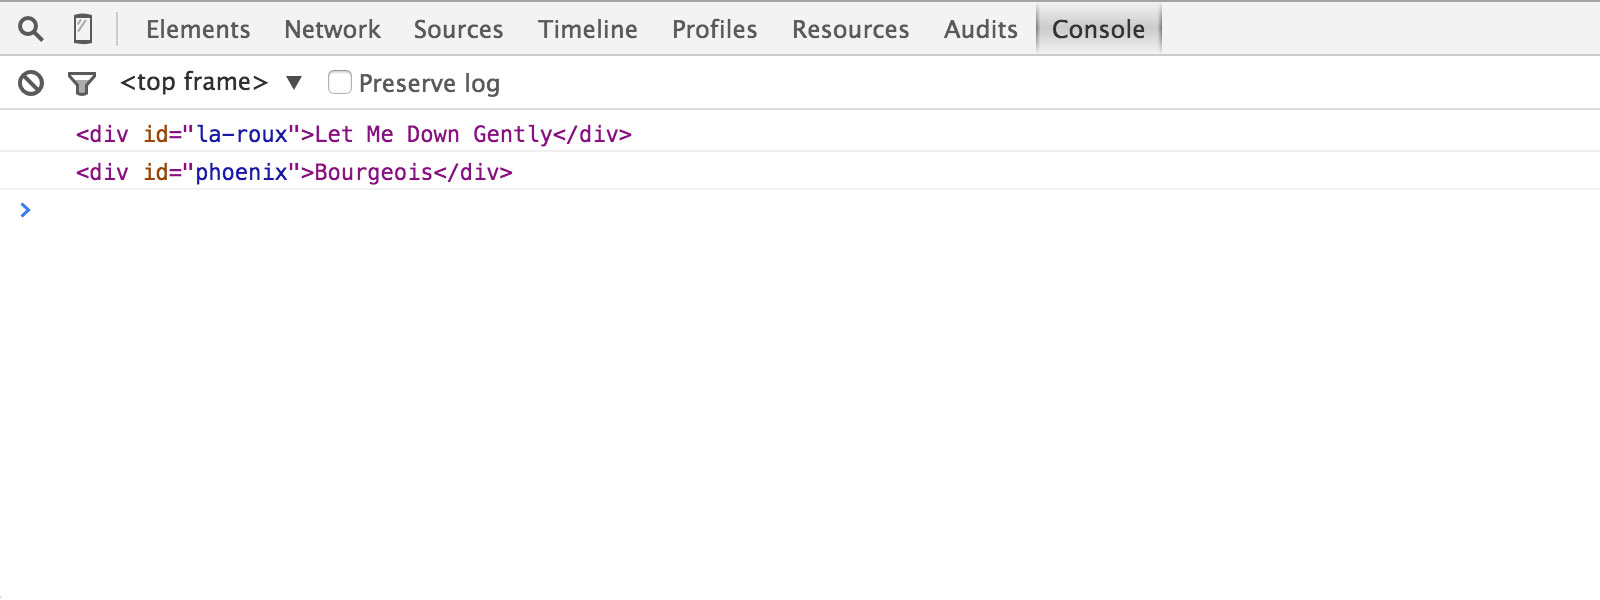 Elements Network Sources Timeline Profiles Resources Audits Console
<top frame> ▼ Preserve log
<div id="la-roux">Let Me Down Gently</div>
<div id="phoenix">Bourgeois</div>
>